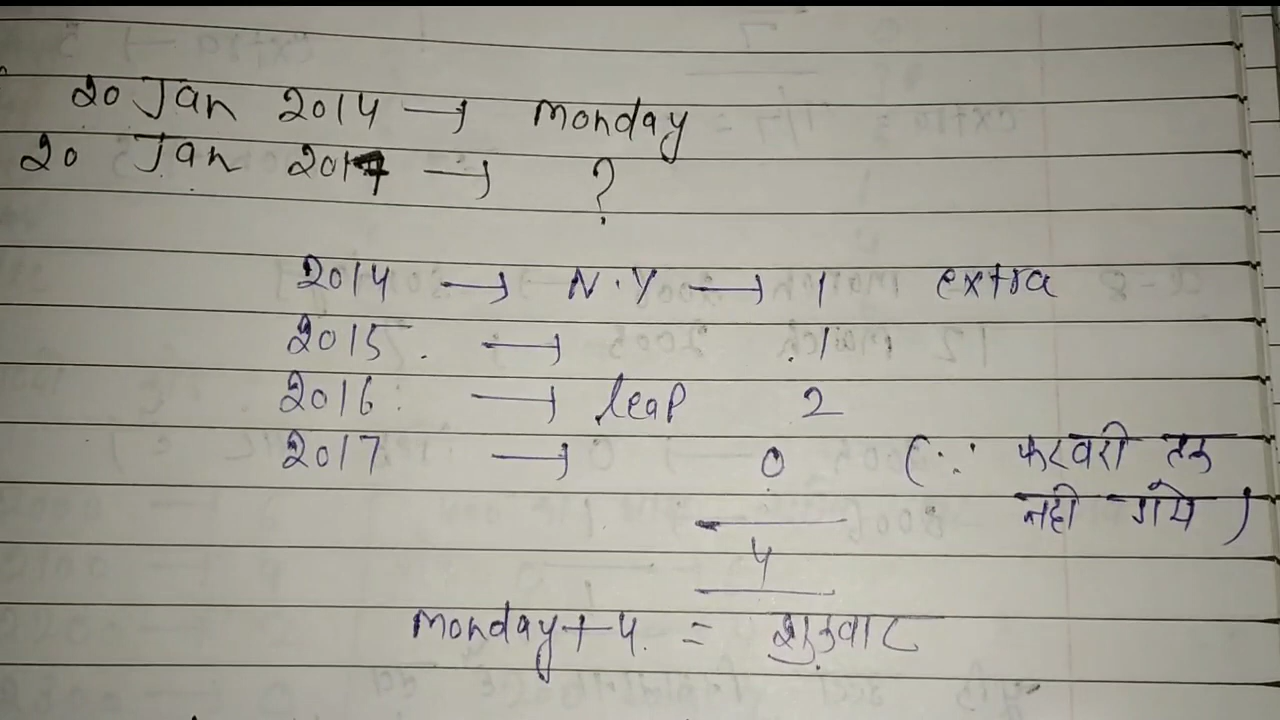 20 Jan 2014 → monday
20 Jan 2017 → ?
2014 → N.Y → 1 extra
2015 → 1
2016 → leap 2
2017 → 0 (∵ फरवरी तक
नही गये)
4
monday + 4 = शुक्रवार